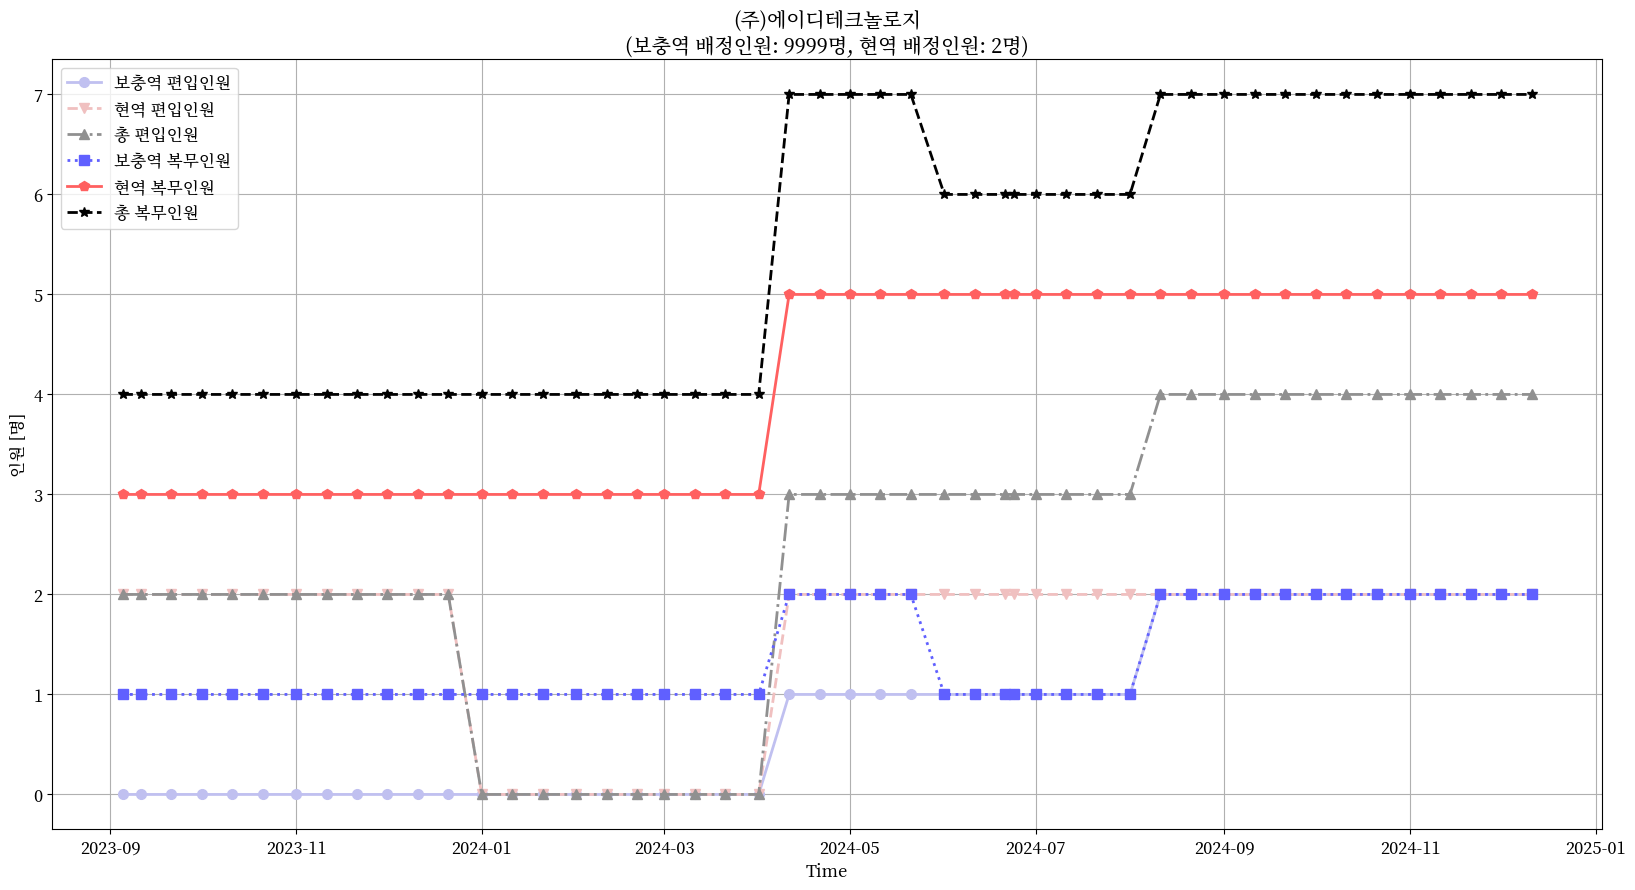 (주)에이디테크놀로지
(보충역 배정인원: 9999명, 현역 배정인원: 2명)
보충역 편입인원
현역 편입인원
총 편입인원
보충역 복무인원
현역 복무인원
총 복무인원
인원 [명]
7
6
5
4
3
2
1
0
2023-09
2023-11
2024-01
2024-03
2024-05
2024-07
2024-09
2024-11
2025-01
Time